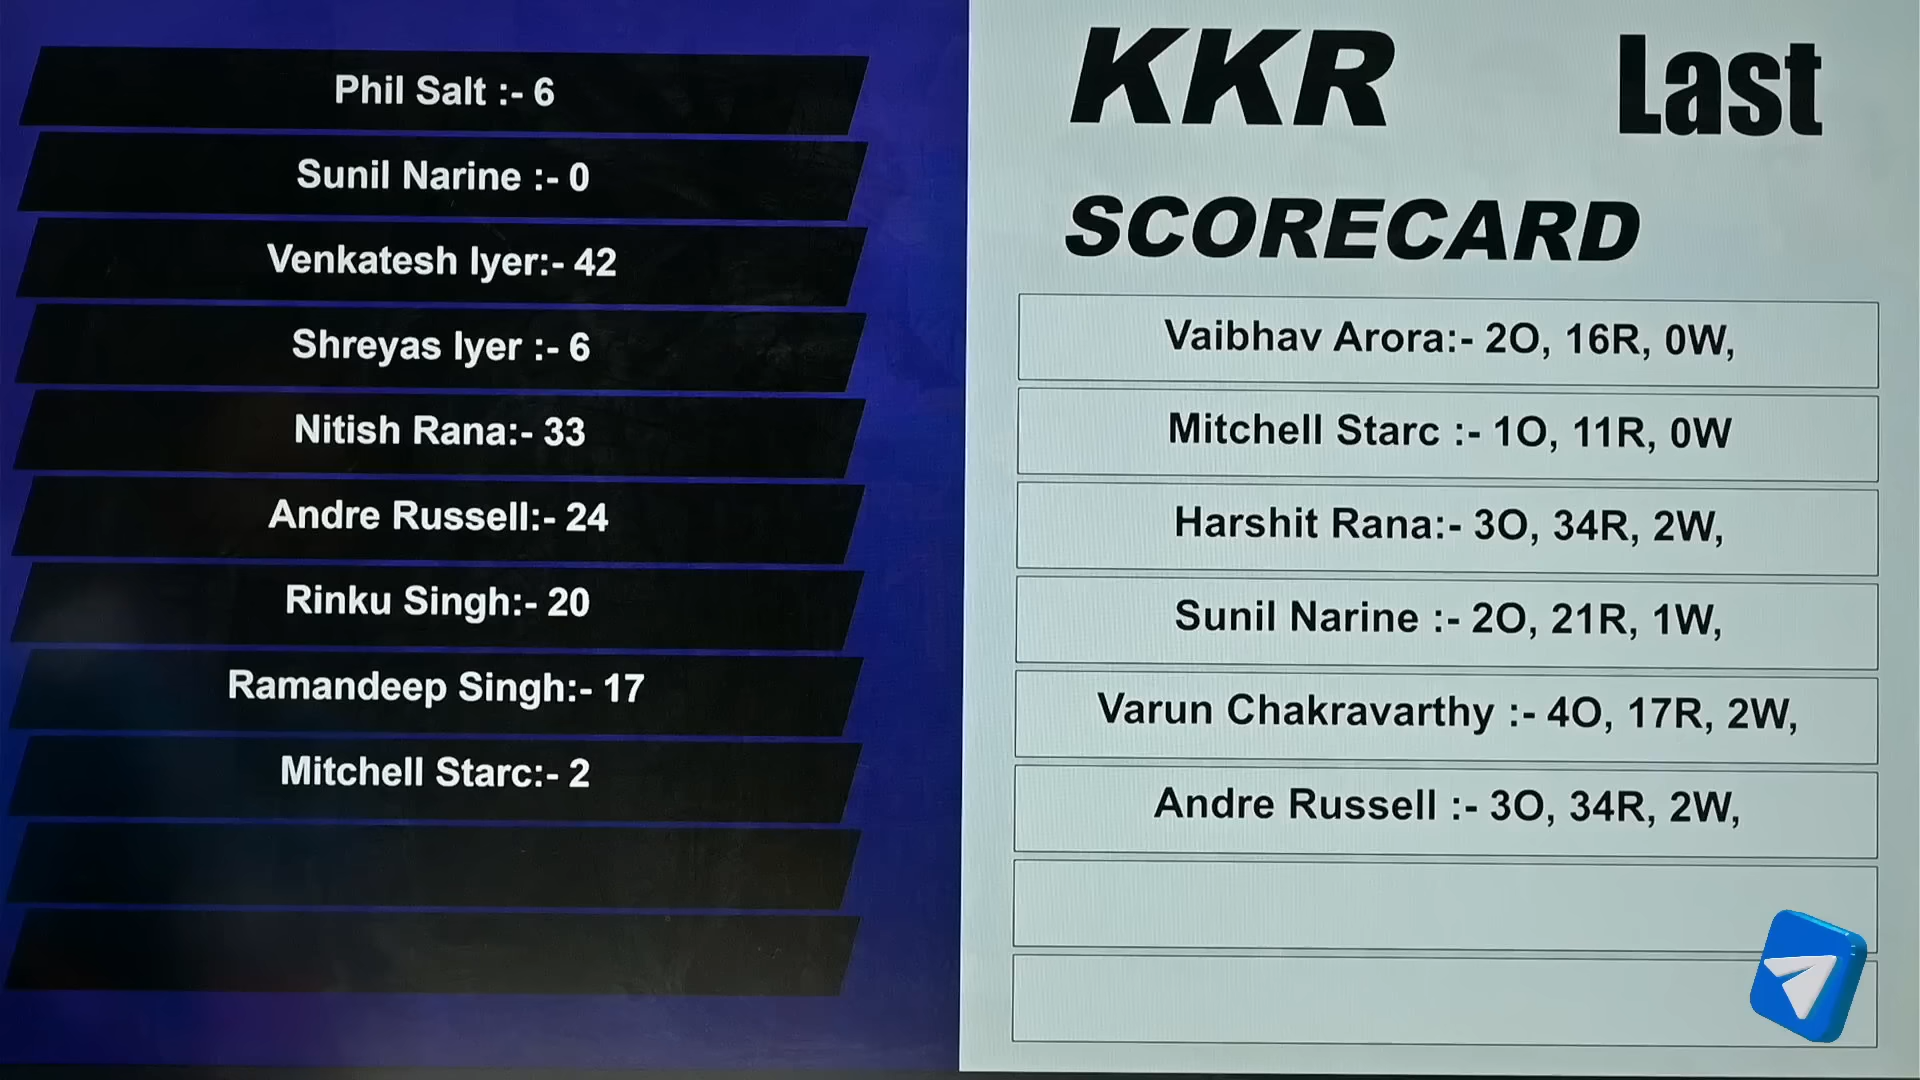 Phil Salt :- 6
Sunil Narine :- 0
Venkatesh Iyer:- 42
Shreyas Iyer :- 6
Nitish Rana:- 33
Andre Russell:- 24
Rinku Singh:- 20
Ramandeep Singh:- 17
Mitchell Starc:- 2
KKR Last
SCORECARD
Vaibhav Arora:- 2O, 16R, 0W,
Mitchell Starc :- 1O, 11R, 0W
Harshit Rana:- 3O, 34R, 2W,
Sunil Narine :- 2O, 21R, 1W,
Varun Chakravarthy :- 4O, 17R, 2W,
Andre Russell :- 3O, 34R, 2W,